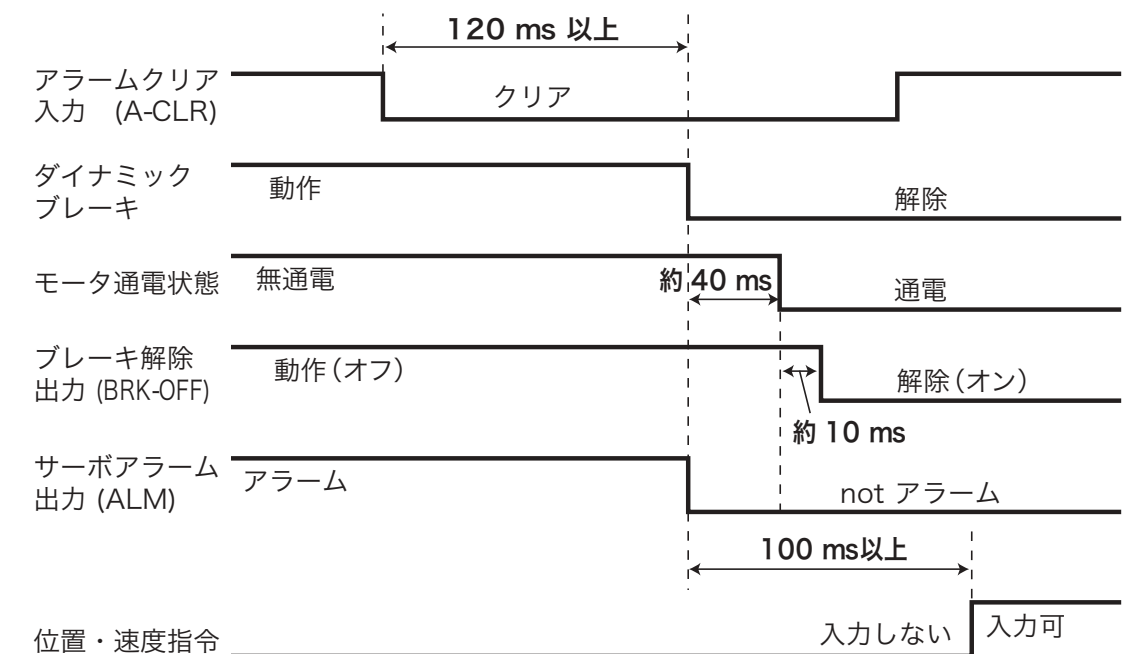 120 ms 以上
アラームクリア
入力　(A-CLR)
クリア
ダイナミック
ブレーキ
動作
解除
モータ通電状態
無通電
約 40 ms
通電
ブレーキ解除
出力 (BRK-OFF)
動作（オフ）
解除（オン）
約 10 ms
サーボアラーム
出力 (ALM)
アラーム
not アラーム
100 ms以上
位置・速度指令
入力しない
入力可